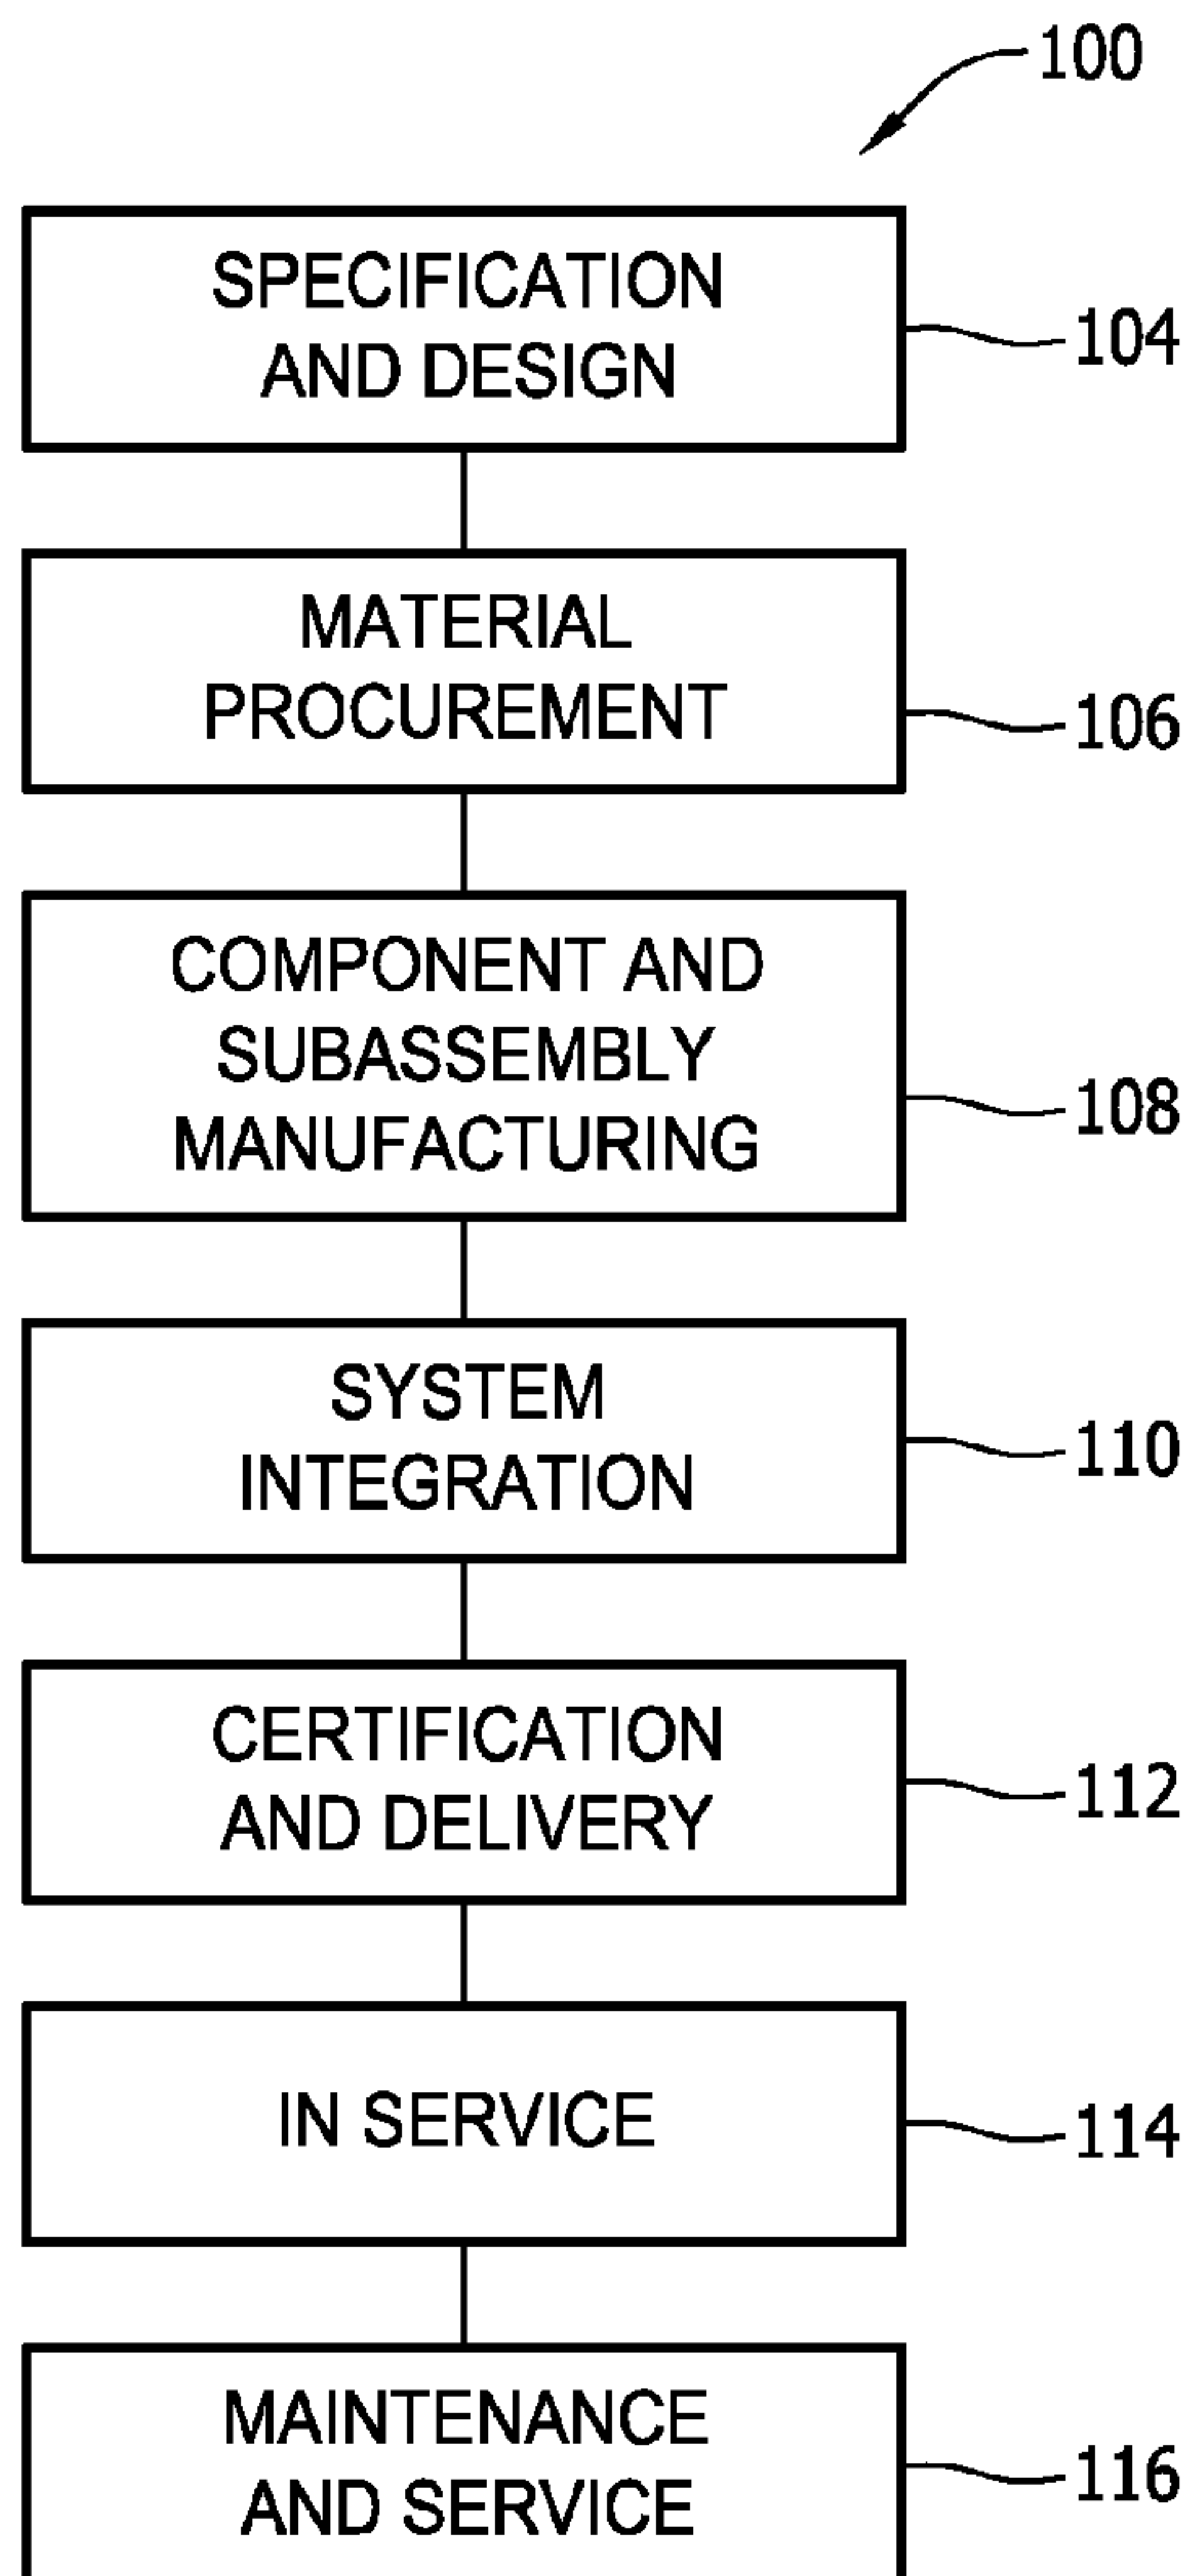 100
SPECIFICATION
AND DESIGN
104
MATERIAL
PROCUREMENT
106
COMPONENT AND
SUBASSEMBLY
MANUFACTURING
108
SYSTEM
INTEGRATION
110
CERTIFICATION
AND DELIVERY
112
IN SERVICE
114
MAINTENANCE
AND SERVICE
116